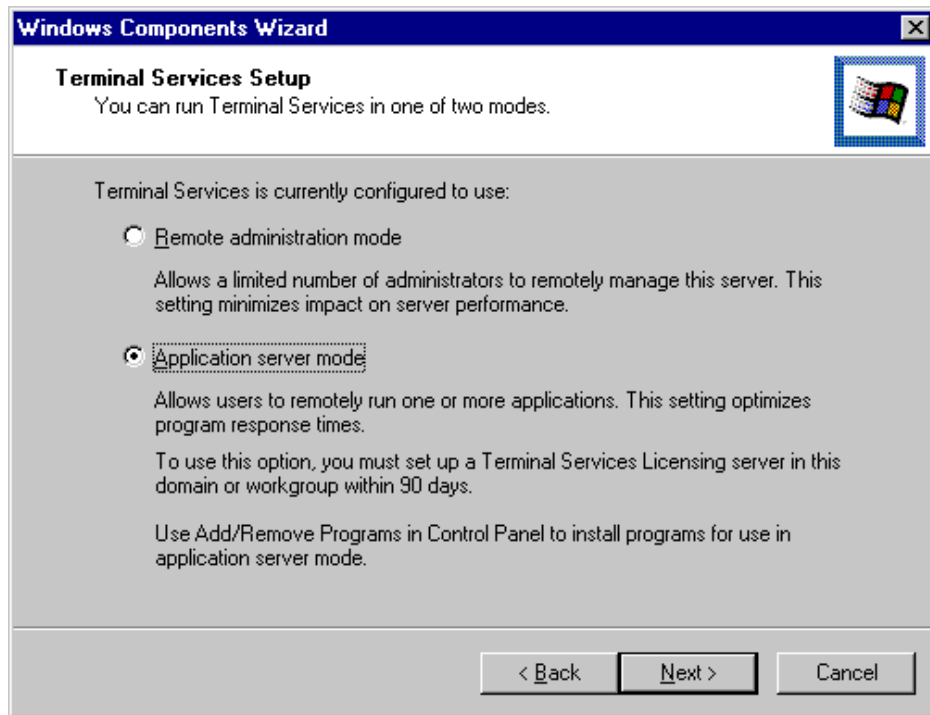 Windows Components Wizard
Terminal Services Setup
You can run Terminal Services in one of two modes.
Terminal Services is currently configured to use:
Remote administration mode
Allows a limited number of administrators to remotely manage this server. This
setting minimizes impact on server performance.
Application server mode
Allows users to remotely run one or more applications. This setting optimizes
program response times.
To use this option, you must set up a Terminal Services Licensing server in this
domain or workgroup within 90 days.
Use Add/Remove Programs in Control Panel to install programs for use in
application server mode.
< Back Next > Cancel